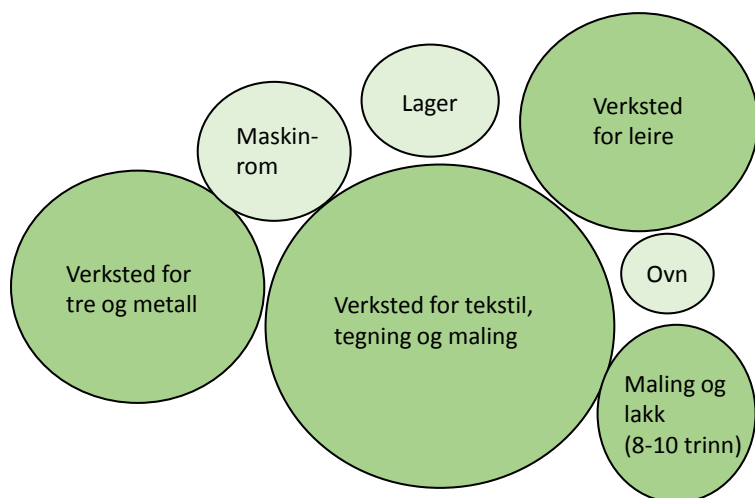 Lager
Verksted
for leire
Maskin-
rom
Verksted for
tre og metall
Ovn
Verksted for tekstil,
tegning og maling
Maling og
lakk
(8-10 trinn)